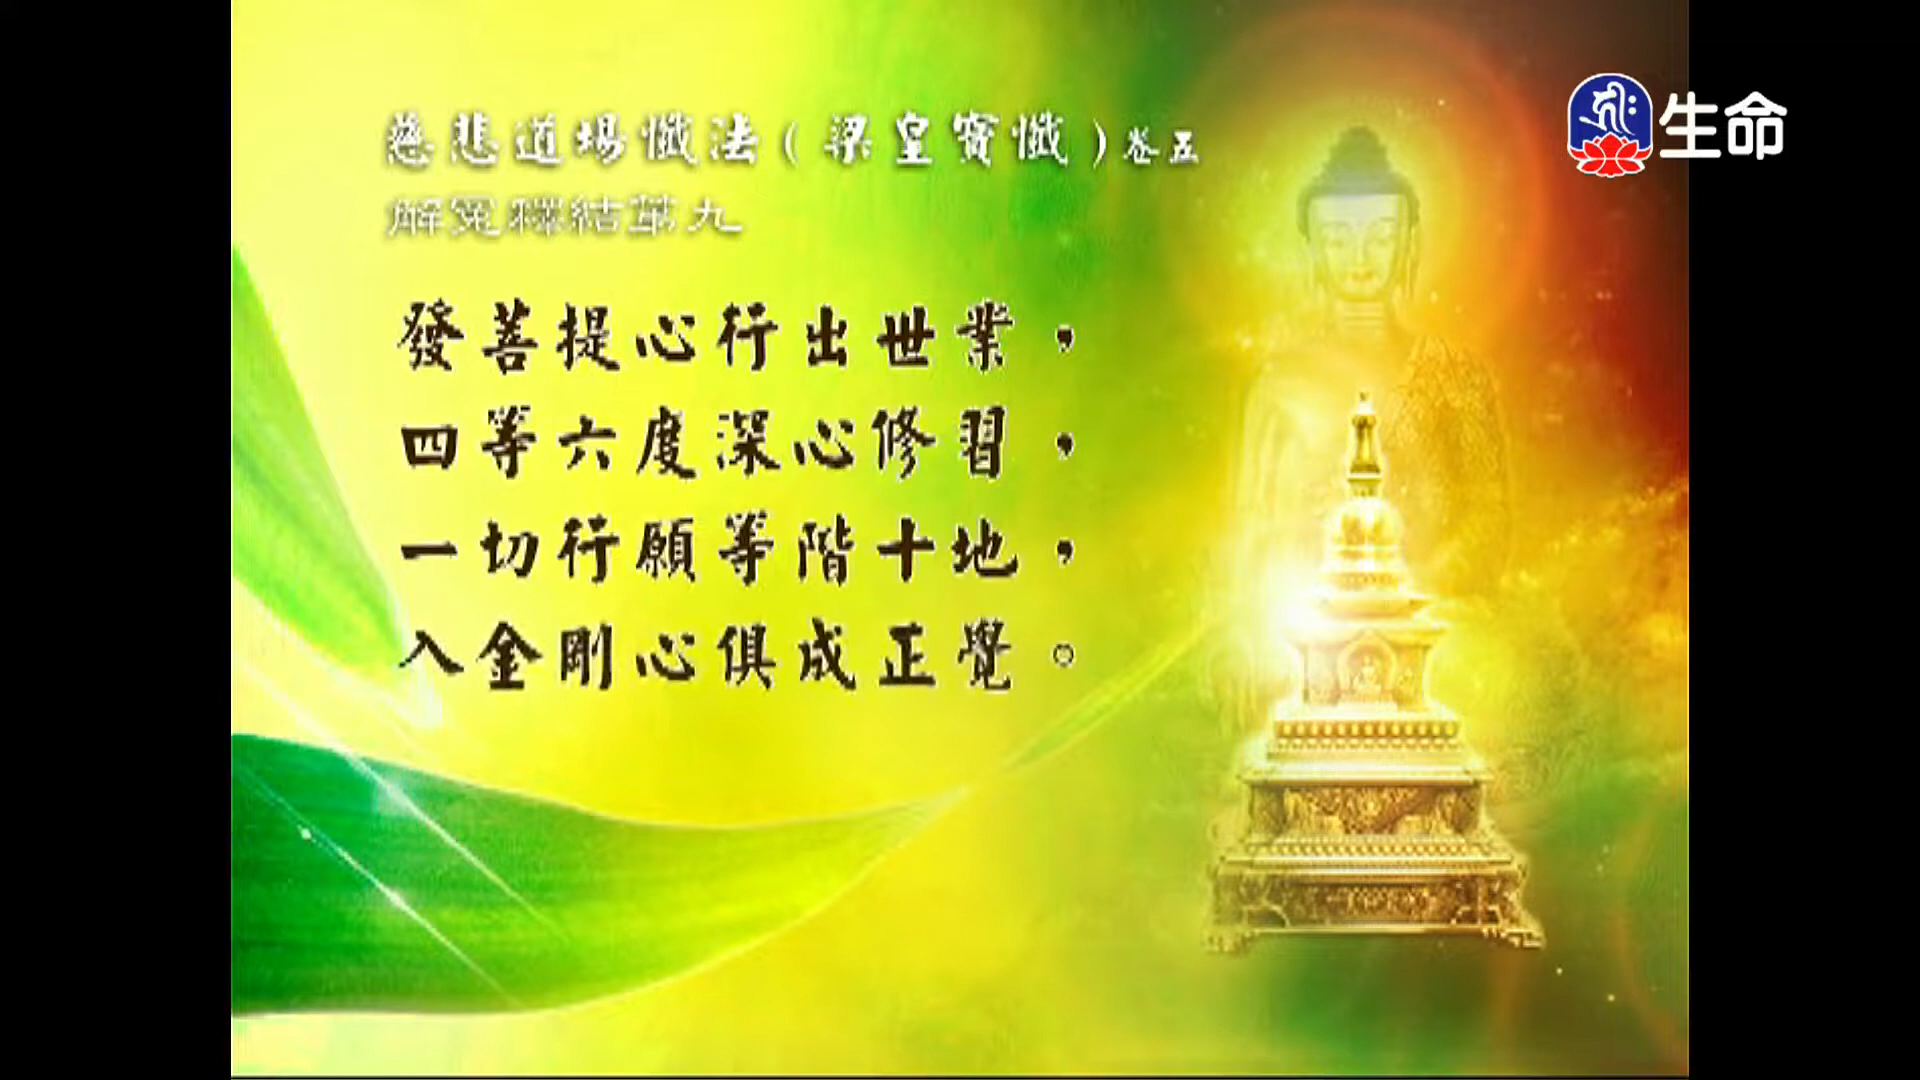 慈悲道場懺法(梁皇寶懺)卷五
解冤釋結第九
發菩提心行出世業，
四等六度深心修習，
一切行願等階十地，
入金剛心俱成正覺。
生命